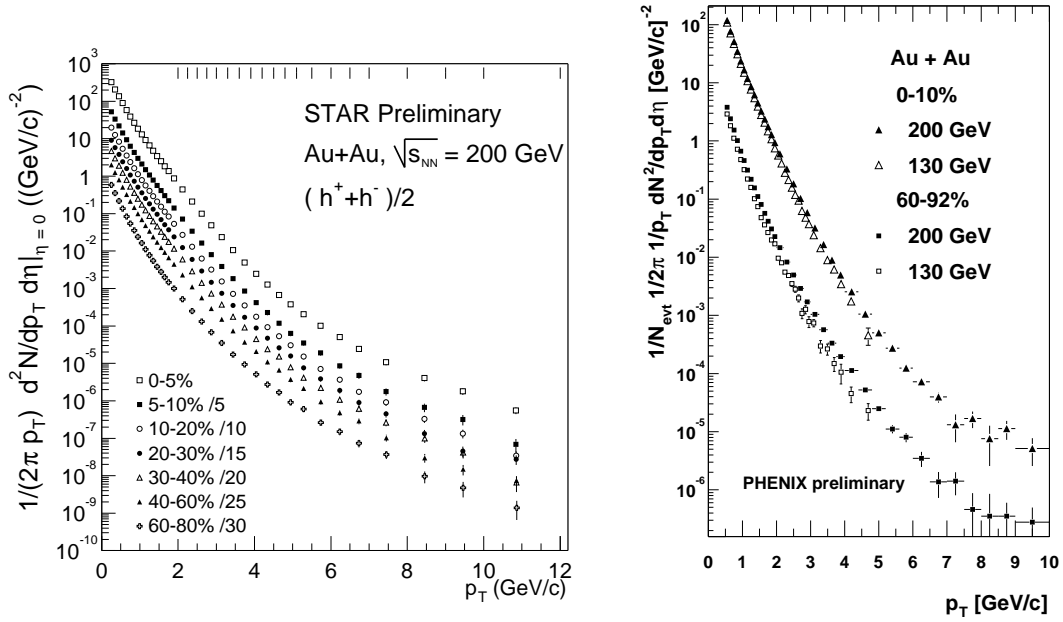 1/(2π p_T) d²N/dp_T dη|_η = 0 ((GeV/c)⁻²)
10³
10²
10
1
10⁻¹
10⁻²
10⁻³
10⁻⁴
10⁻⁵
10⁻⁶
10⁻⁷
10⁻⁸
10⁻⁹
10⁻¹⁰
STAR Preliminary
Au+Au, √s_NN = 200 GeV
(h⁺+h⁻)/2
0-5%
5-10% /5
10-20% /10
20-30% /15
30-40% /20
40-60% /25
60-80% /30
0 2 4 6 8 10 12
p_T (GeV/c)
1/N_evt 1/2π 1/p_T dN²/dp_T dη [GeV/c]⁻²
10²
10
1
10⁻¹
10⁻²
10⁻³
10⁻⁴
10⁻⁵
10⁻⁶
Au + Au
0-10%
200 GeV
130 GeV
60-92%
200 GeV
130 GeV
PHENIX preliminary
0 1 2 3 4 5 6 7 8 9 10
p_T [GeV/c]